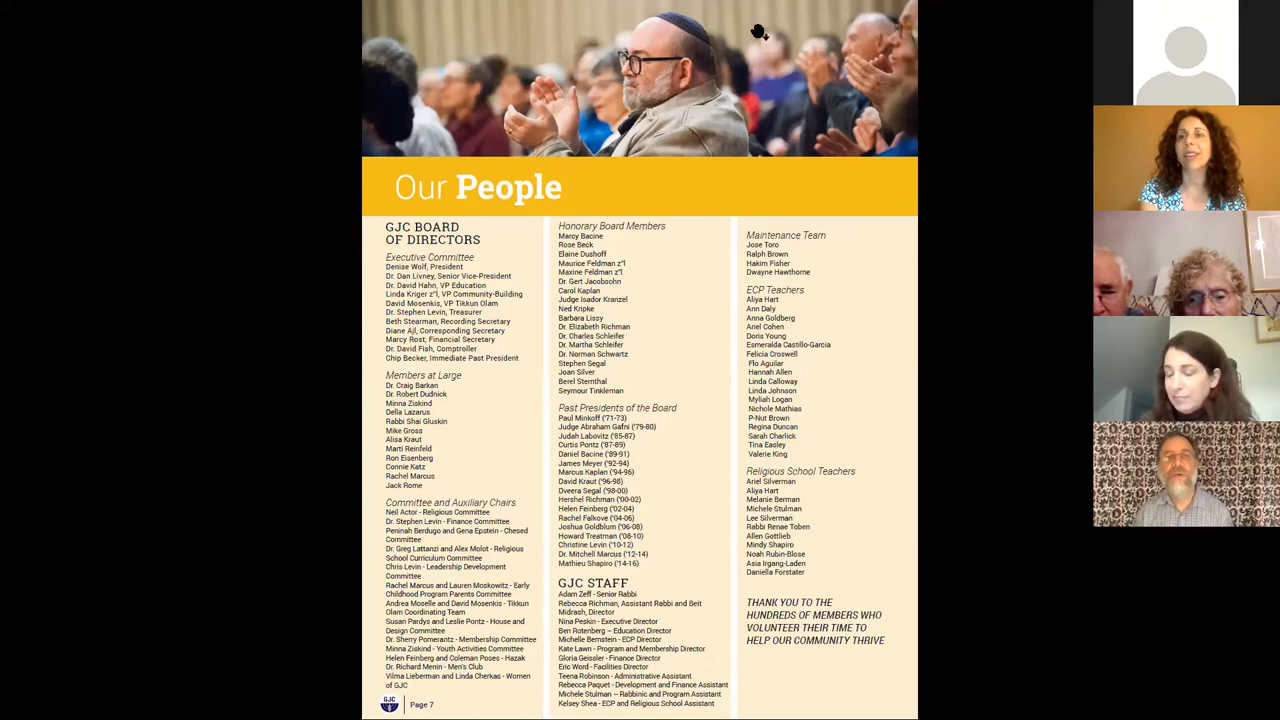 Our People
GJC BOARD
OF DIRECTORS
Executive Committee
Denise Wolf, President
Dr. Dan Livney, Senior Vice-President
Dr. David Hahn, VP Education
Linda Kriger z"l, VP Community-Building
David Mosenkis, VP Tikkun Olam
Dr. Stephen Levin, Treasurer
Beth Stearman, Recording Secretary
Diane Ajl, Corresponding Secretary
Marcy Rost, Financial Secretary
Dr. David Fish, Comptroller
Chip Becker, Immediate Past President
Members at Large
Dr. Craig Barkan
Dr. Robert Dudnick
Minna Ziskind
Della Lazarus
Rabbi Shai Gluskin
Mike Gross
Alisa Kraut
Marti Reinfeld
Ron Eisenberg
Connie Katz
Rachel Marcus
Jack Rome
Committee and Auxiliary Chairs
Neil Actor - Religious Committee
Dr. Stephen Levin - Finance Committee
Peninah Berdugo and Gena Epstein - Chesed
Committee
Dr. Greg Lattanzi and Alex Molot - Religious
School Curriculum Committee
Chris Levin - Leadership Development
Committee
Rachel Marcus and Lauren Moskowitz - Early
Childhood Program Parents Committee
Andrea Moselle and David Mosenkis - Tikkun
Olam Coordinating Team
Susan Pardys and Leslie Pontz - House and
Design Committee
Dr. Sherry Pomerantz - Membership Committee
Minna Ziskind - Youth Activities Committee
Helen Feinberg and Coleman Poses - Hazak
Dr. Richard Menin - Men's Club
Vilma Lieberman and Linda Cherkas - Women
of GJC
GJC
Page 7
Honorary Board Members
Marcy Bacine
Rose Beck
Elaine Dushoff
Maurice Feldman z"l
Maxine Feldman z"l
Dr. Gert Jacobsohn
Carol Kaplan
Judge Isador Kranzel
Ned Kripke
Barbara Lissy
Dr. Elizabeth Richman
Dr. Charles Schleifer
Dr. Martha Schleifer
Dr. Norman Schwartz
Stephen Segal
Joan Silver
Berel Sternthal
Seymour Tinkleman
Past Presidents of the Board
Paul Minkoff ('71-73)
Judge Abraham Gafni ('79-80)
Judah Labovitz ('85-87)
Curtis Pontz ('87-89)
Daniel Bacine ('89-91)
James Meyer ('92-94)
Marcus Kaplan ('94-96)
David Kraut ('96-98)
Dveera Segal ('98-00)
Hershel Richman ('00-02)
Helen Feinberg ('02-04)
Rachel Falkove ('04-06)
Joshua Goldblum ('06-08)
Howard Treatman ('08-10)
Christine Levin ('10-12)
Dr. Mitchell Marcus ('12-14)
Mathieu Shapiro ('14-16)
GJC STAFF
Adam Zeff - Senior Rabbi
Rebecca Richman, Assistant Rabbi and Beit
Midrash, Director
Nina Peskin - Executive Director
Ben Rotenberg – Education Director
Michelle Bernstein - ECP Director
Kate Lawn - Program and Membership Director
Gloria Geissler - Finance Director
Eric Word - Facilities Director
Teena Robinson - Administrative Assistant
Rebecca Paquet - Development and Finance Assistant
Michele Stulman – Rabbinic and Program Assistant
Kelsey Shea - ECP and Religious School Assistant
Maintenance Team
Jose Toro
Ralph Brown
Hakim Fisher
Dwayne Hawthorne
ECP Teachers
Aliya Hart
Ann Daly
Anna Goldberg
Ariel Cohen
Doris Young
Esmeralda Castillo-Garcia
Felicia Croswell
Flo Aguilar
Hannah Allen
Linda Calloway
Linda Johnson
Myliah Logan
Nichole Mathias
P-Nut Brown
Regina Duncan
Sarah Charlick
Tina Easley
Valerie King
Religious School Teachers
Ariel Silverman
Aliya Hart
Melanie Berman
Michele Stulman
Lee Silverman
Rabbi Renae Toben
Allen Gottlieb
Mindy Shapiro
Noah Rubin-Blose
Asia Irgang-Laden
Daniella Forstater
THANK YOU TO THE
HUNDREDS OF MEMBERS WHO
VOLUNTEER THEIR TIME TO
HELP OUR COMMUNITY THRIVE